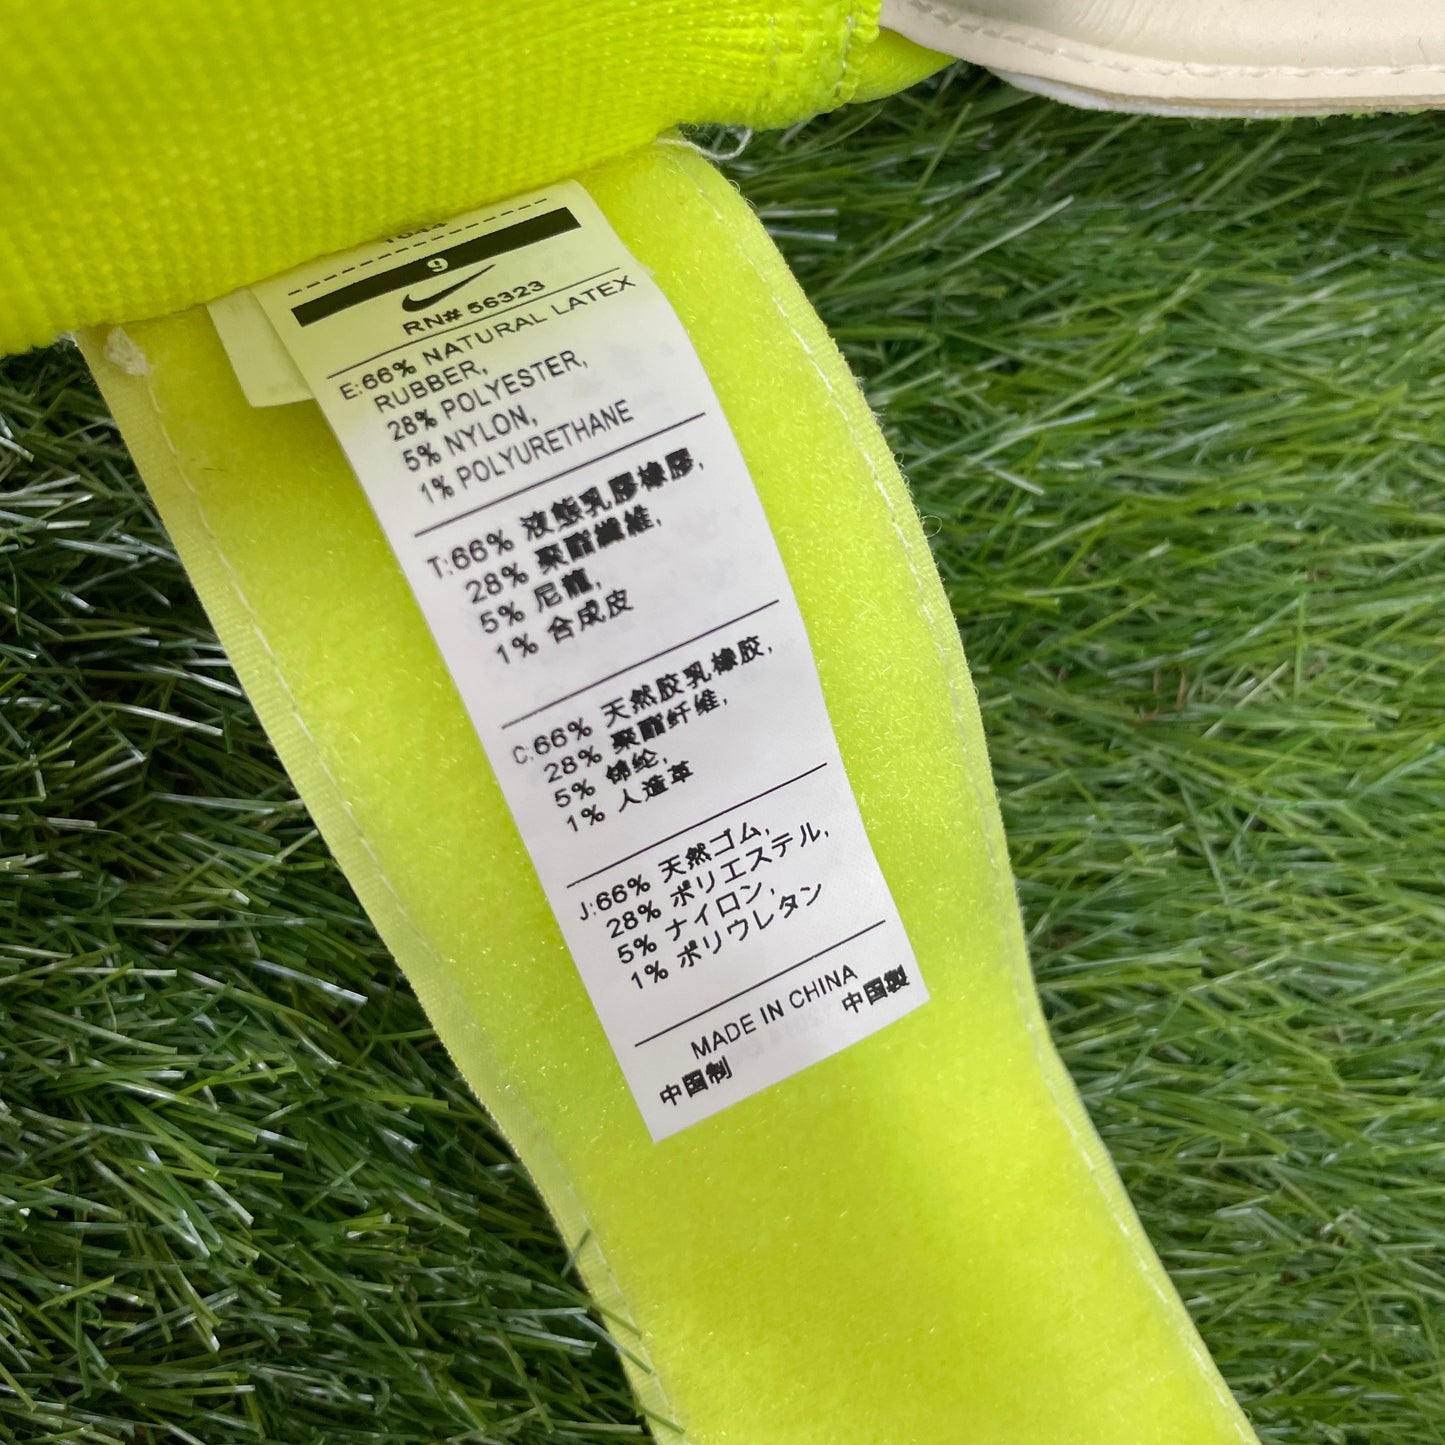 9
RN# 56323
E:66% NATURAL LATEX
RUBBER,
28% POLYESTER,
5% NYLON,
1% POLYURETHANE
T:66% 液態乳膠橡膠,
28% 聚酯纖維,
5% 尼龍,
1% 合成皮
C:66% 天然胶乳橡胶,
28% 聚酯纤维,
5% 锦纶,
1% 人造革
J:66% 天然ゴム,
28% ポリエステル,
5% ナイロン,
1% ポリウレタン
MADE IN CHINA
中国制 中国製